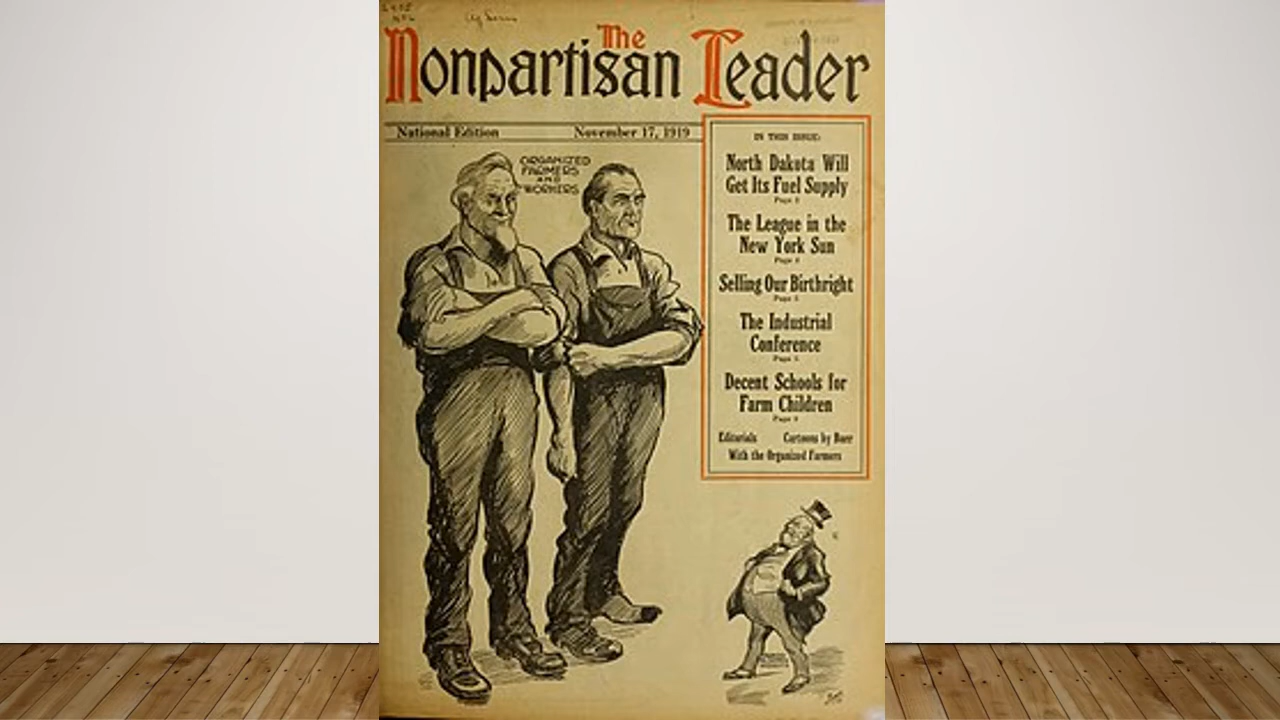 The
Nonpartisan Leader
National Edition
November 17, 1919
ORGANIZED
FARMERS
AND
WORKERS
IN THIS ISSUE:
North Dakota Will
Get Its Fuel Supply
The League in the
New York Sun
Selling Our Birthright
The Industrial
Conference
Decent Schools for
Farm Children
Editorials Cartoons by Baer
With the Organized Farmers